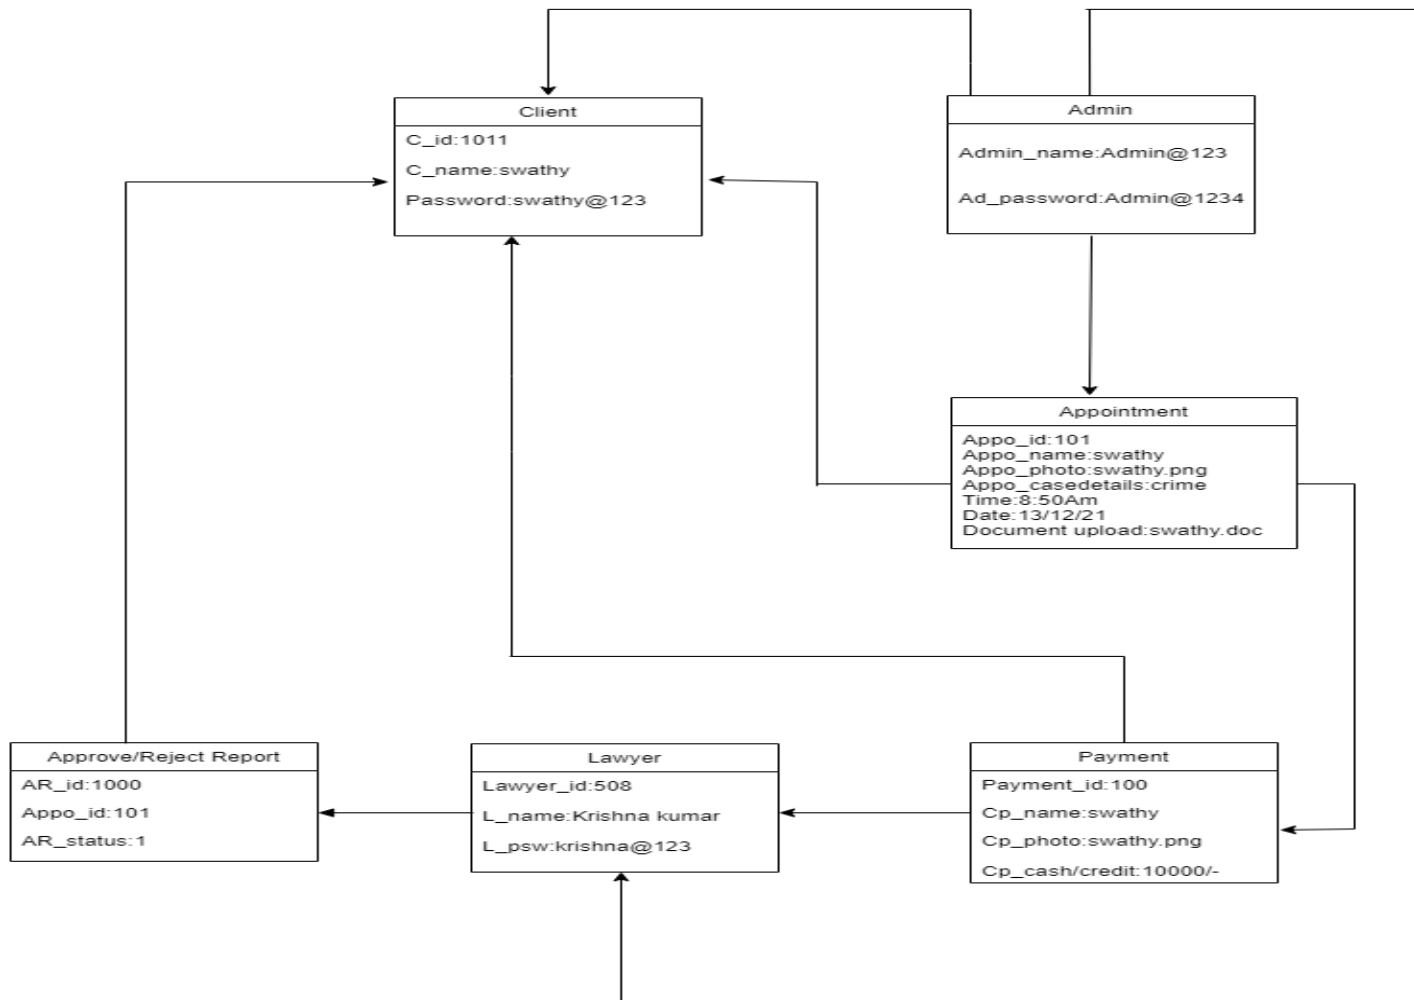 Client
C_id:1011
C_name:swathy
Password:swathy@123
Admin
Admin_name:Admin@123
Ad_password:Admin@1234
Appointment
Appo_id:101
Appo_name:swathy
Appo_photo:swathy.png
Appo_casedetails:crime
Time:8:50Am
Date:13/12/21
Document upload:swathy.doc
Approve/Reject Report
AR_id:1000
Appo_id:101
AR_status:1
Lawyer
Lawyer_id:508
L_name:Krishna kumar
L_psw:krishna@123
Payment
Payment_id:100
Cp_name:swathy
Cp_photo:swathy.png
Cp_cash/credit:10000/-